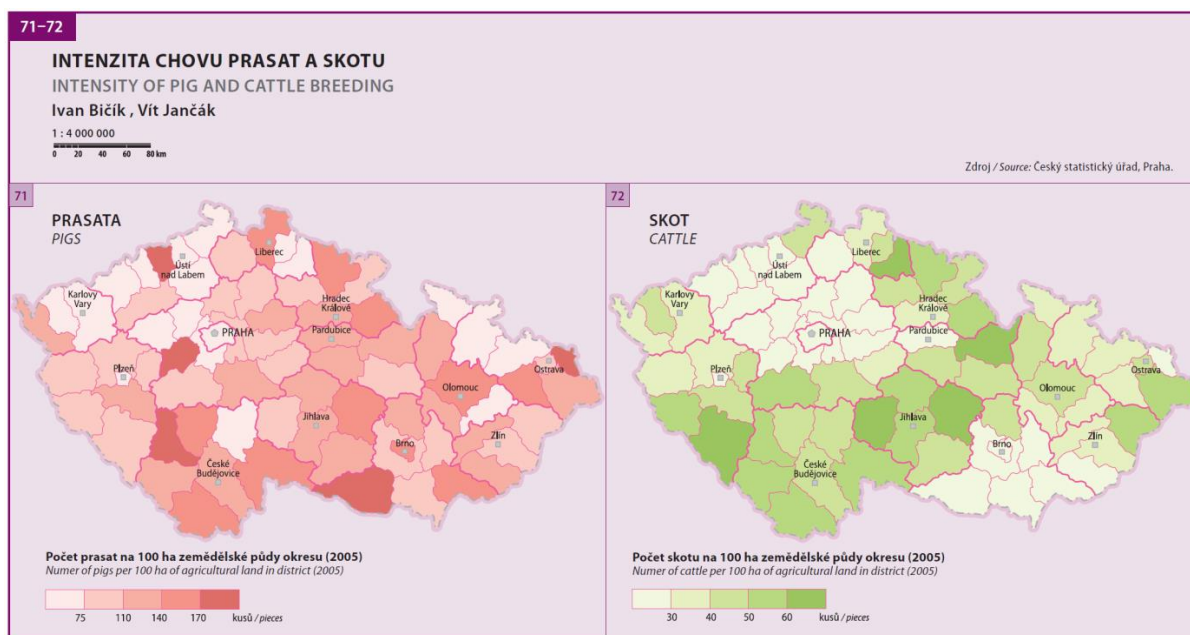 71–72
INTENZITA CHOVU PRASAT A SKOTU
INTENSITY OF PIG AND CATTLE BREEDING
Ivan Bičík , Vít Jančák
1 : 4 000 000
0 20 40 60 80 km
Zdroj / Source: Český statistický úřad, Praha.
71
PRASATA
PIGS
Liberec
Ústí
nad Labem
Karlovy
Vary
Hradec
Králové
PRAHA
Pardubice
Plzeň
Ostrava
Olomouc
Jihlava
Brno
Zlín
České
Budějovice
Počet prasat na 100 ha zemědělské půdy okresu (2005)
Numer of pigs per 100 ha of agricultural land in district (2005)
75 110 140 170 kusů / pieces
72
SKOT
CATTLE
Liberec
Ústí
nad Labem
Karlovy
Vary
Hradec
Králové
PRAHA
Pardubice
Plzeň
Ostrava
Olomouc
Jihlava
Brno
Zlín
České
Budějovice
Počet skotu na 100 ha zemědělské půdy okresu (2005)
Numer of cattle per 100 ha of agricultural land in district (2005)
30 40 50 60 kusů / pieces